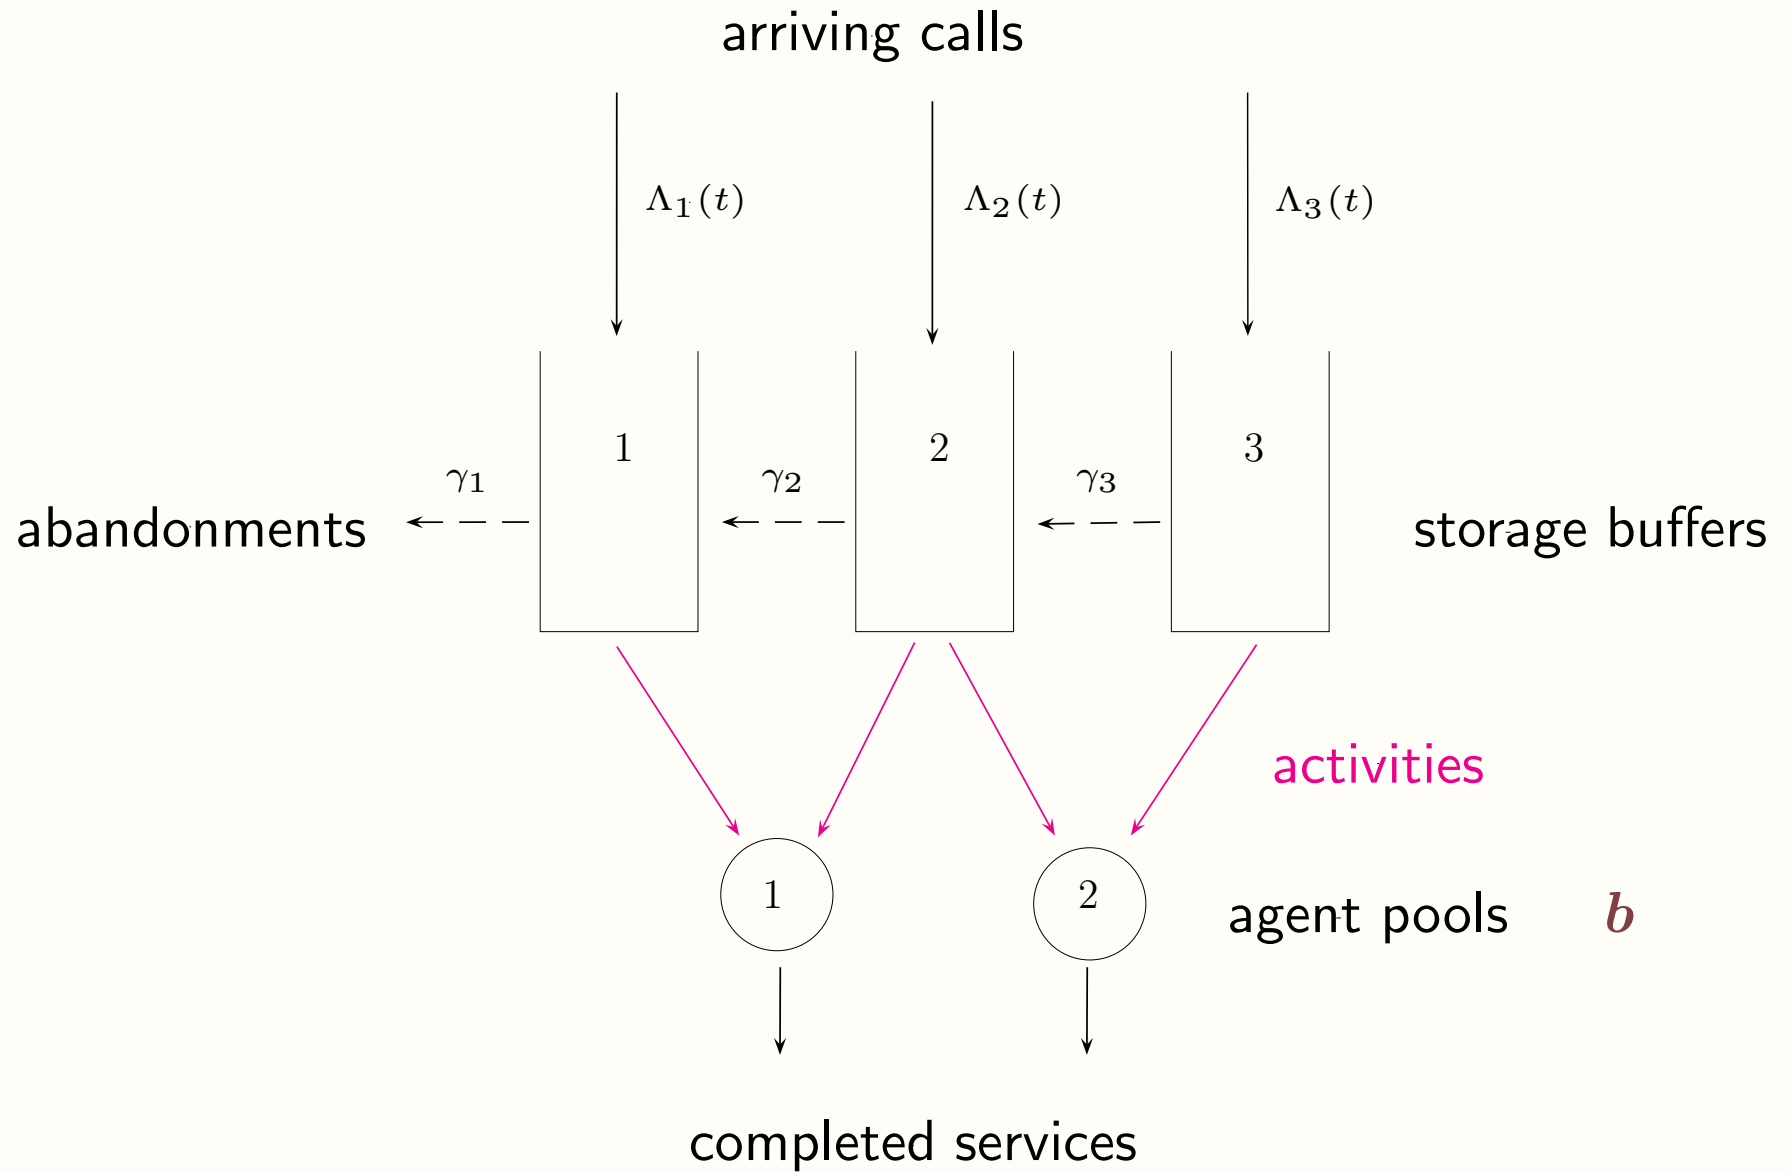 arriving calls
Λ₁(t) Λ₂(t) Λ₃(t)
1 2 3
γ₁ γ₂ γ₃
abandonments storage buffers
activities
1 2 agent pools b
completed services